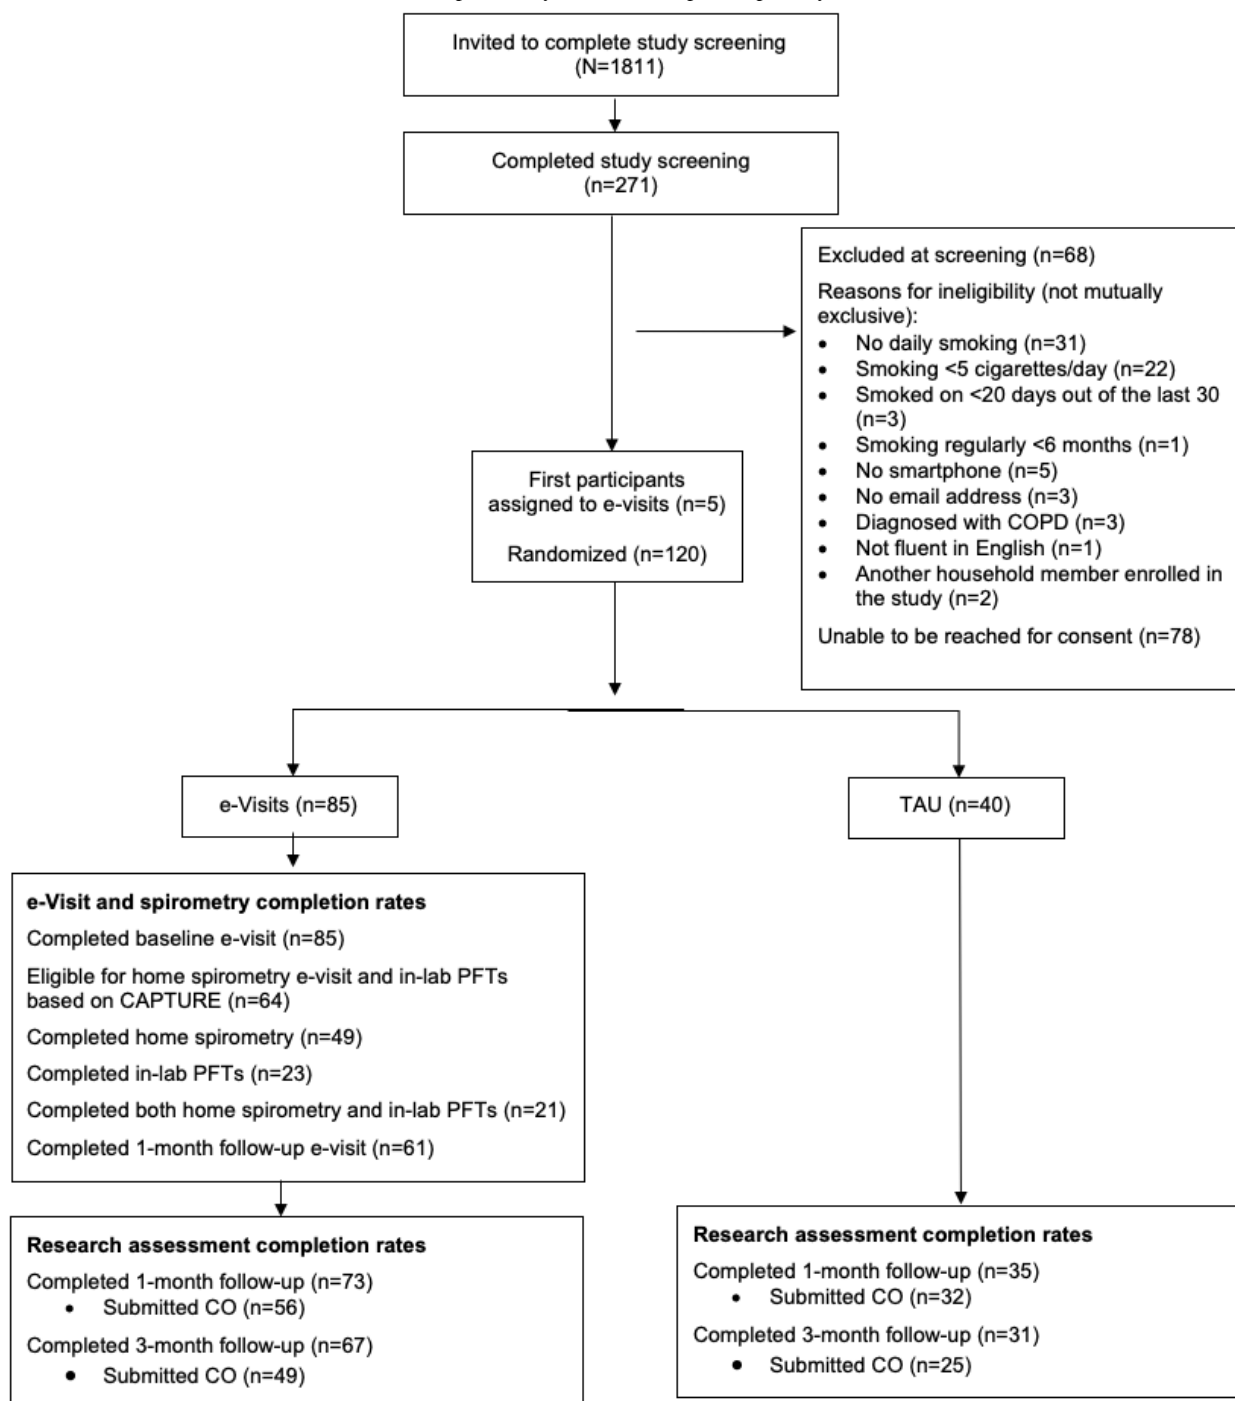 Invited to complete study screening
(N=1811)
Completed study screening
(n=271)
Excluded at screening (n=68)
Reasons for ineligibility (not mutually
exclusive):
• No daily smoking (n=31)
• Smoking <5 cigarettes/day (n=22)
• Smoked on <20 days out of the last 30
(n=3)
• Smoking regularly <6 months (n=1)
• No smartphone (n=5)
• No email address (n=3)
• Diagnosed with COPD (n=3)
• Not fluent in English (n=1)
• Another household member enrolled in
the study (n=2)
Unable to be reached for consent (n=78)
First participants
assigned to e-visits (n=5)
Randomized (n=120)
e-Visits (n=85)
TAU (n=40)
e-Visit and spirometry completion rates
Completed baseline e-visit (n=85)
Eligible for home spirometry e-visit and in-lab PFTs
based on CAPTURE (n=64)
Completed home spirometry (n=49)
Completed in-lab PFTs (n=23)
Completed both home spirometry and in-lab PFTs (n=21)
Completed 1-month follow-up e-visit (n=61)
Research assessment completion rates
Completed 1-month follow-up (n=73)
• Submitted CO (n=56)
Completed 3-month follow-up (n=67)
• Submitted CO (n=49)
Research assessment completion rates
Completed 1-month follow-up (n=35)
• Submitted CO (n=32)
Completed 3-month follow-up (n=31)
• Submitted CO (n=25)